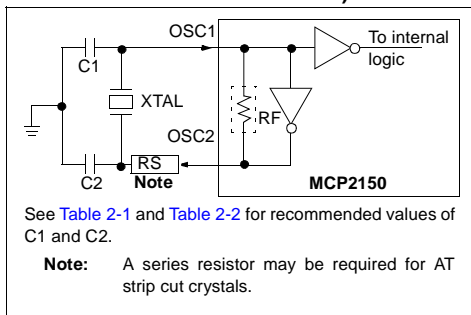 OSC1
To internal
logic
C1
XTAL
RF
OSC2
RS
C2
Note
MCP2150
See Table 2-1 and Table 2-2 for recommended values of
C1 and C2.
Note: A series resistor may be required for AT
strip cut crystals.